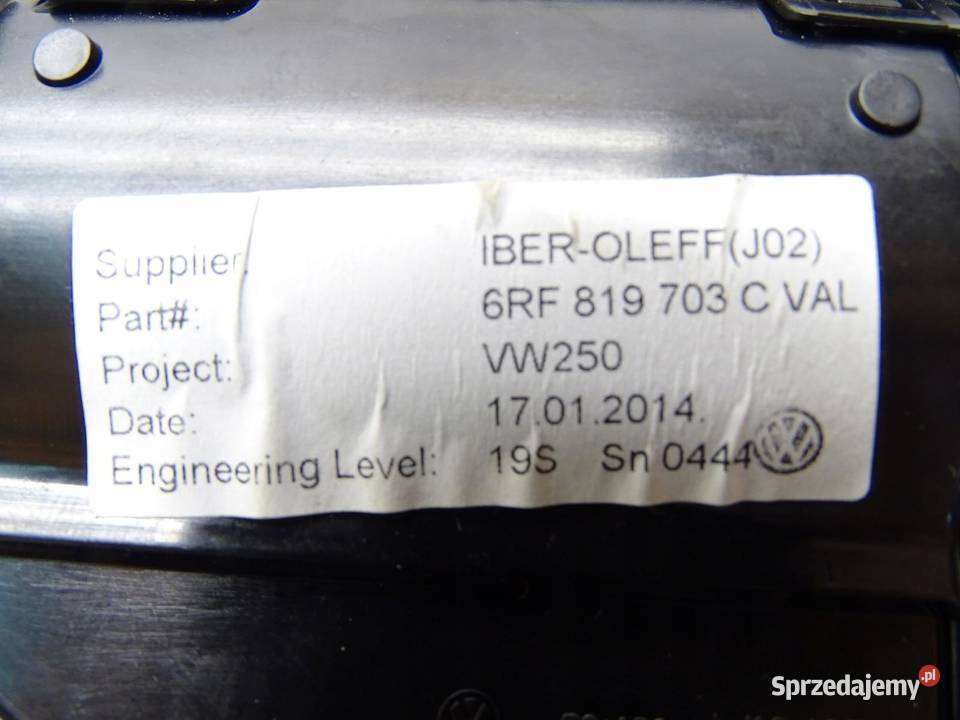 Supplier: IBER-OLEFF(J02)
Part#: 6RF 819 703 C VAL
Project: VW250
Date: 17.01.2014.
Engineering Level: 19S Sn 0444
Sprzedajemy.pl